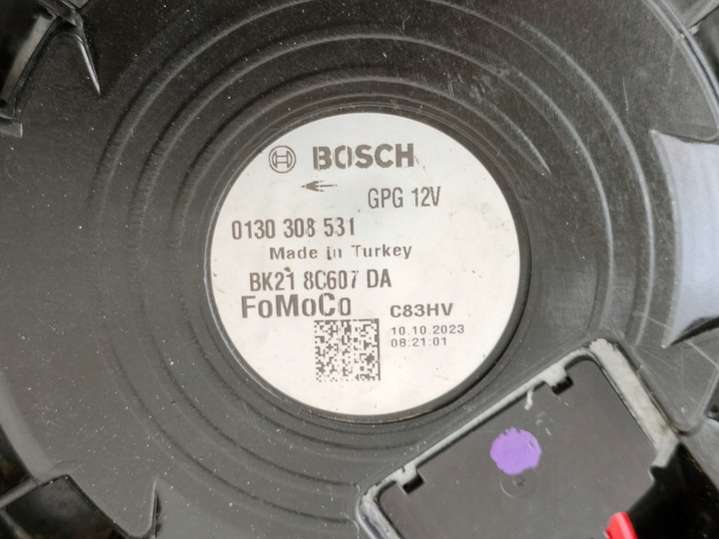 BOSCH
GPG 12V
0130 308 531
Made in Turkey
BK21 8C607 DA
FoMoCo
C83HV
10.10.2023
08:21:01